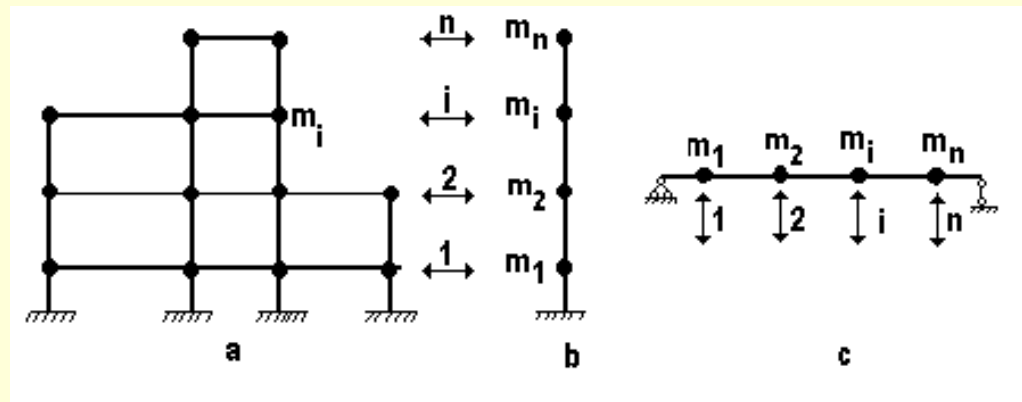 n m_n
i m_i
m_i
2 m_2
1 m_1
m_1 m_2 m_i m_n
1 2 i n
a b c